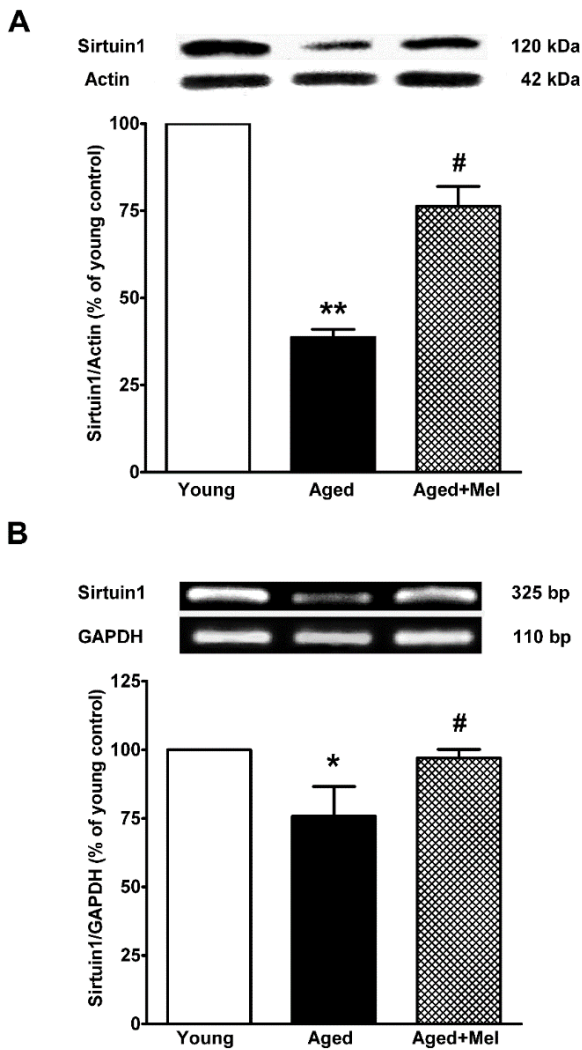 A
Sirtuin1 120 kDa
Actin 42 kDa
Sirtuin1/Actin (% of young control)
100
75
50
25
0
**
#
Young Aged Aged+Mel
B
Sirtuin1 325 bp
GAPDH 110 bp
Sirtuin1/GAPDH (% of young control)
125
100
75
50
25
0
*
#
Young Aged Aged+Mel